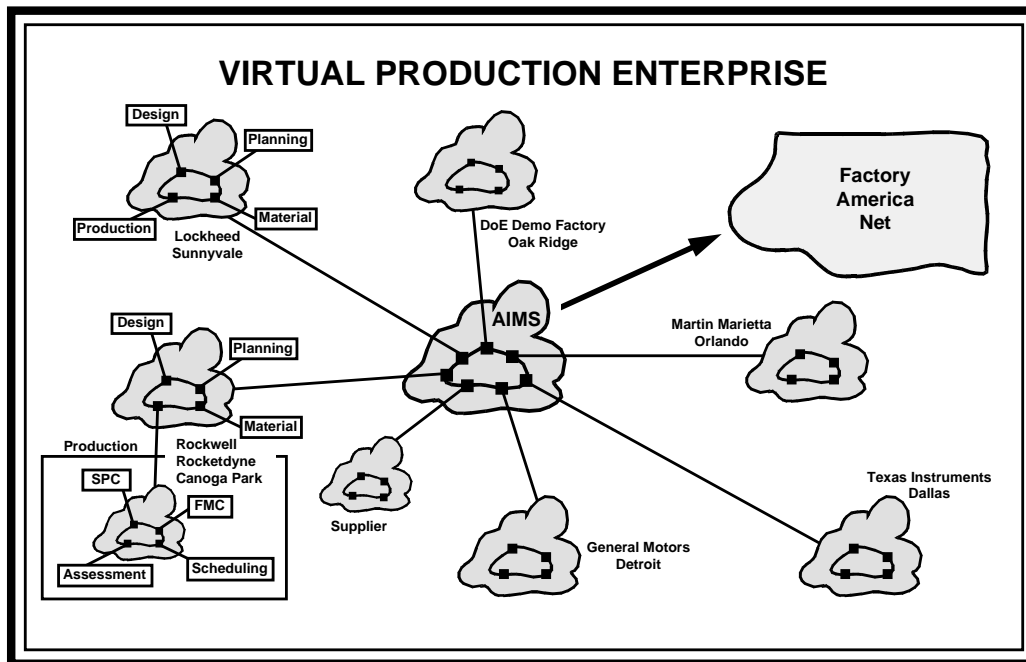 VIRTUAL PRODUCTION ENTERPRISE
Design
Planning
Production
Material
Lockheed
Sunnyvale
DoE Demo Factory
Oak Ridge
Factory
America
Net
AIMS
Martin Marietta
Orlando
Design
Planning
Material
Rockwell
Rocketdyne
Canoga Park
Production
SPC
FMC
Assessment
Scheduling
Supplier
General Motors
Detroit
Texas Instruments
Dallas